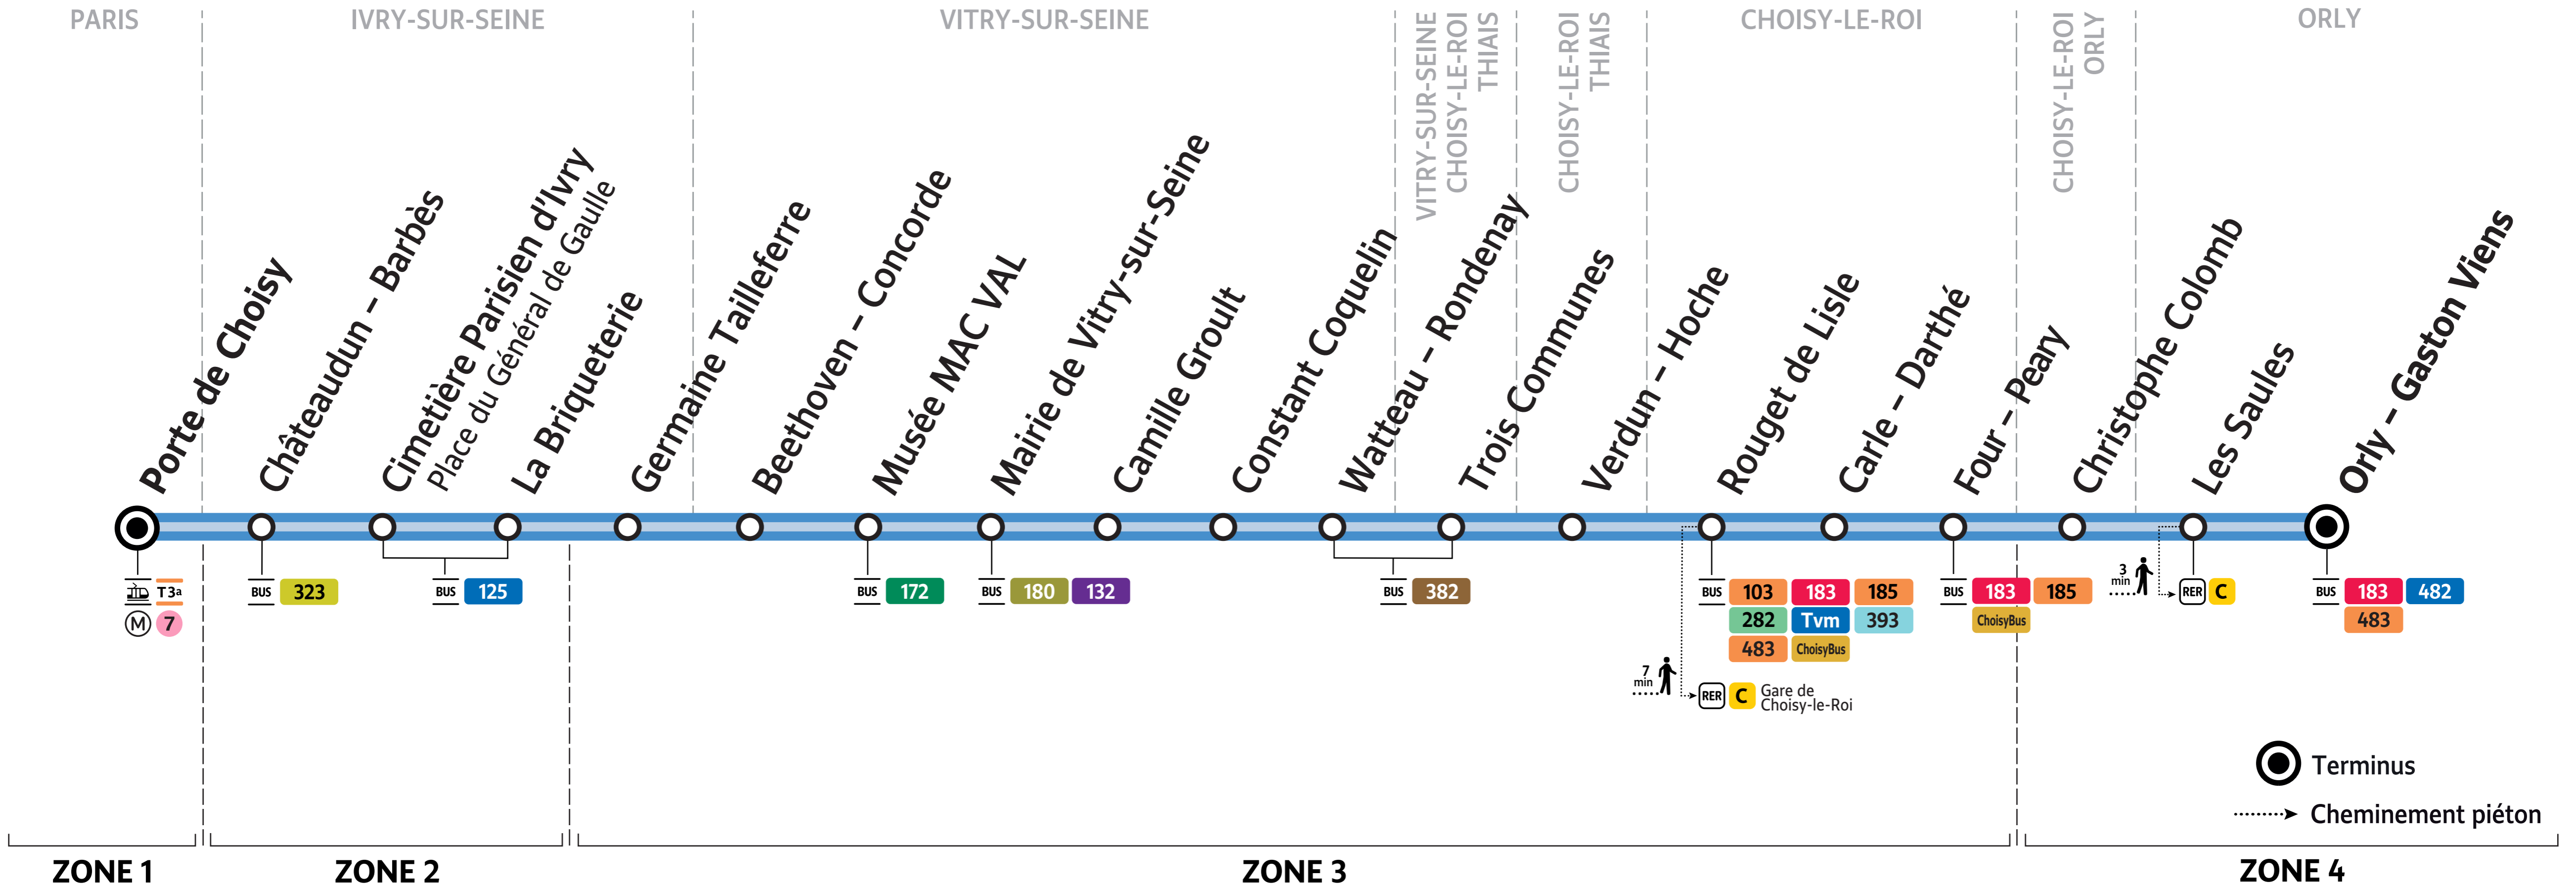 PARIS
IVRY-SUR-SEINE
VITRY-SUR-SEINE
VITRY-SUR-SEINE
CHOISY-LE-ROI
THIAIS
CHOISY-LE-ROI
THIAIS
CHOISY-LE-ROI
CHOISY-LE-ROI
ORLY
ORLY
Porte de Choisy
Châteaudun – Barbès
Cimetière Parisien d'Ivry
Place du Général de Gaulle
La Briqueterie
Germaine Tailleferre
Beethoven – Concorde
Musée MAC VAL
Mairie de Vitry-sur-Seine
Camille Groult
Constant Coquelin
Watteau – Rondenay
Trois Communes
Verdun – Hoche
Rouget de Lisle
Carle – Darthé
Four – Peary
Christophe Colomb
Les Saules
Orly – Gaston Viens
T3a
M 7
BUS 323
BUS 125
BUS 172
BUS 180 132
BUS 382
BUS 103 183 185
282 Tvm 393
483 ChoisyBus
7
min
RER C Gare de
Choisy-le-Roi
BUS 183 185
ChoisyBus
3
min
RER C
BUS 183 482
483
Terminus
Cheminement piéton
ZONE 1
ZONE 2
ZONE 3
ZONE 4